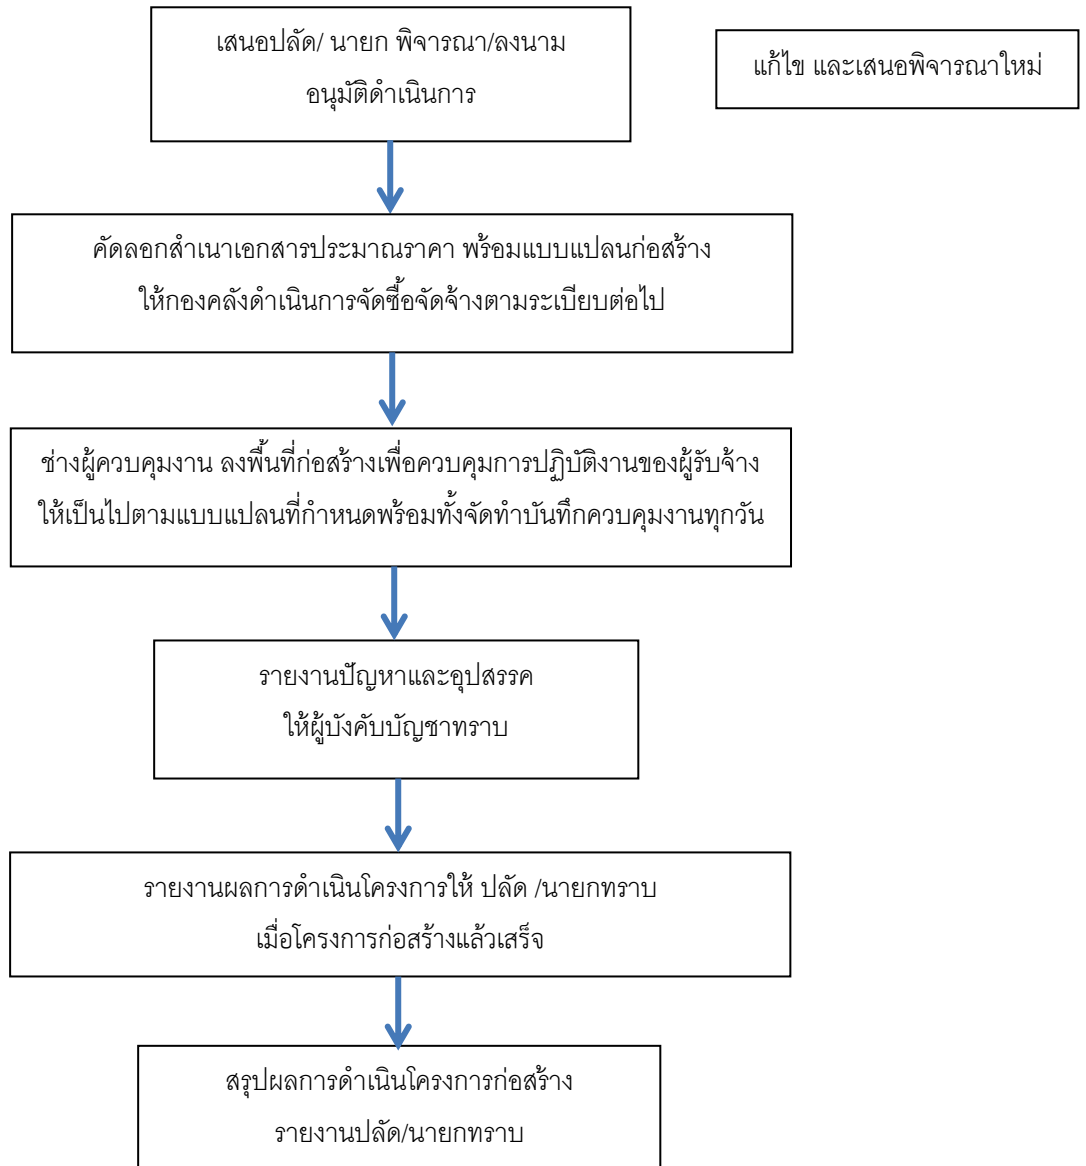 เสนอปลัด/ นายก พิจารณา/ลงนาม
อนุมัติดำเนินการ
แก้ไข และเสนอพิจารณาใหม่
คัดลอกสำเนาเอกสารประมาณราคา พร้อมแบบแปลนก่อสร้าง
ให้กองคลังดำเนินการจัดซื้อจัดจ้างตามระเบียบต่อไป
ช่างผู้ควบคุมงาน ลงพื้นที่ก่อสร้างเพื่อควบคุมการปฏิบัติงานของผู้รับจ้าง
ให้เป็นไปตามแบบแปลนที่กำหนดพร้อมทั้งจัดทำบันทึกควบคุมงานทุกวัน
รายงานปัญหาและอุปสรรค
ให้ผู้บังคับบัญชาทราบ
รายงานผลการดำเนินโครงการให้ ปลัด /นายกทราบ
เมื่อโครงการก่อสร้างแล้วเสร็จ
สรุปผลการดำเนินโครงการก่อสร้าง
รายงานปลัด/นายกทราบ